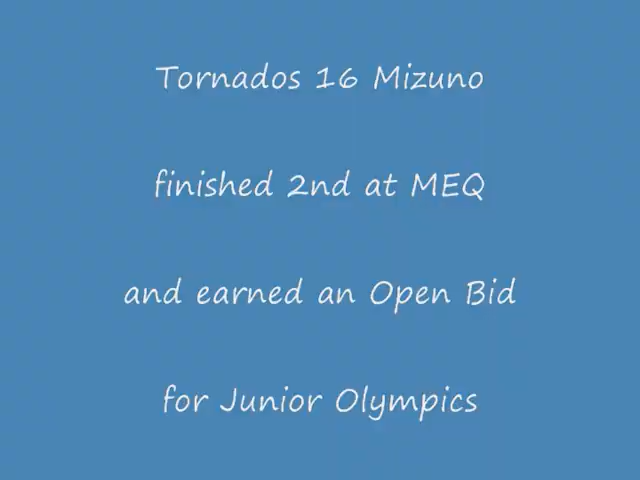 Tornados 16 Mizuno
finished 2nd at MEQ
and earned an Open Bid
for Junior Olympics